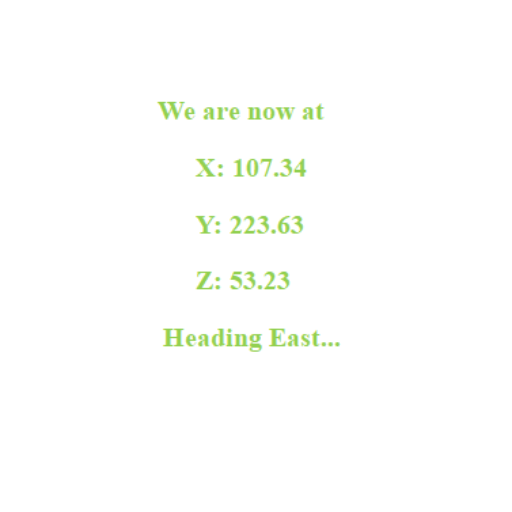 We are now at
X: 107.34
Y: 223.63
Z: 53.23
Heading East...